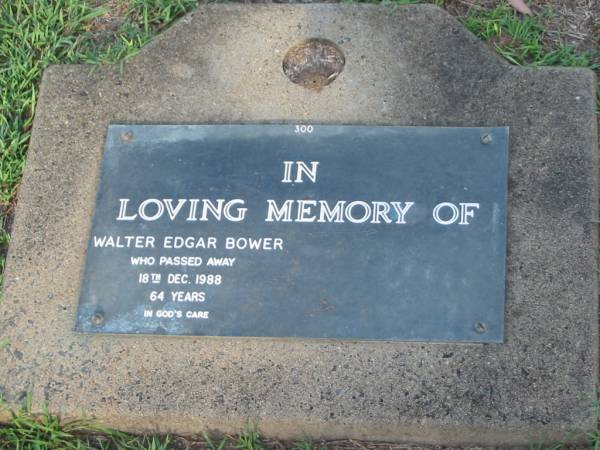 300
IN
LOVING MEMORY OF
WALTER EDGAR BOWER
WHO PASSED AWAY
18TH DEC. 1988
64 YEARS
IN GOD'S CARE